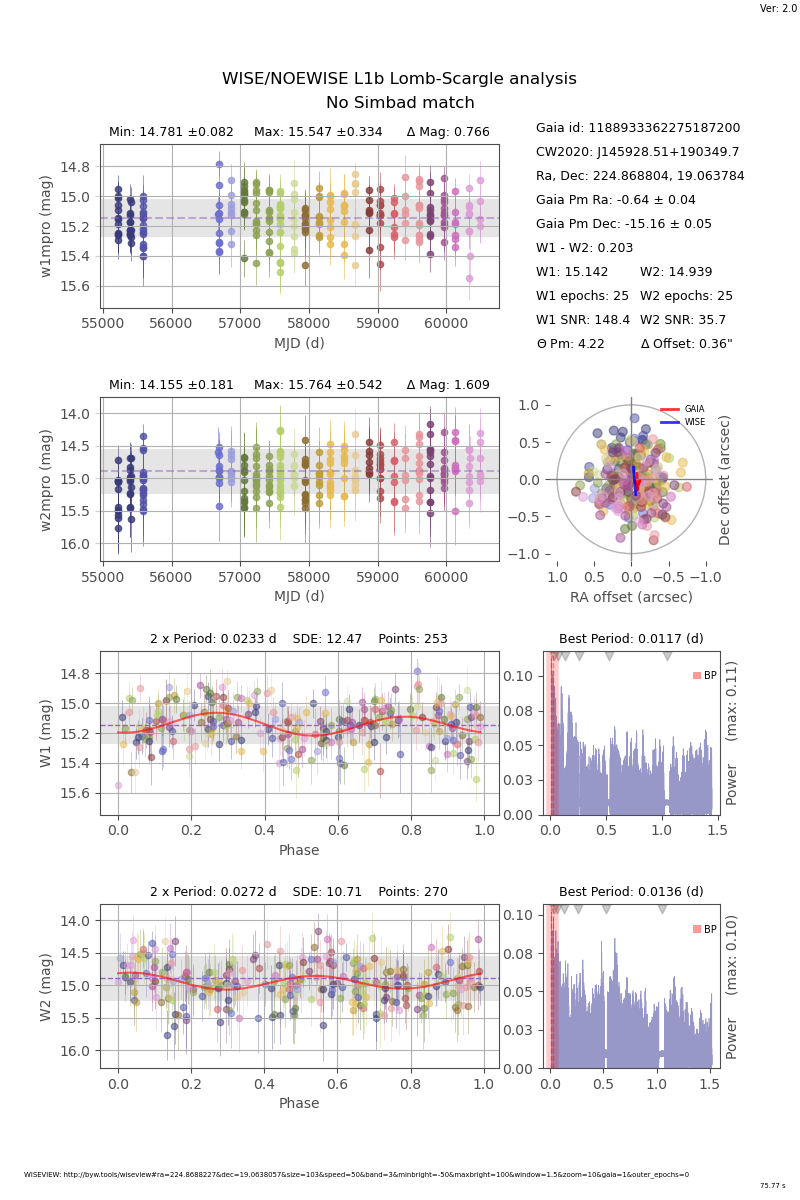 Ver: 2.0
WISE/NOEWISE L1b Lomb-Scargle analysis
No Simbad match
Min: 14.781 ±0.082 Max: 15.547 ±0.334 Δ Mag: 0.766
14.8
15.0
15.2
15.4
15.6
w1mpro (mag)
55000 56000 57000 58000 59000 60000
MJD (d)
Gaia id: 1188933362275187200
CW2020: J145928.51+190349.7
Ra, Dec: 224.868804, 19.063784
Gaia Pm Ra: -0.64 ± 0.04
Gaia Pm Dec: -15.16 ± 0.05
W1 - W2: 0.203
W1: 15.142 W2: 14.939
W1 epochs: 25 W2 epochs: 25
W1 SNR: 148.4 W2 SNR: 35.7
Θ Pm: 4.22 Δ Offset: 0.36"
Min: 14.155 ±0.181 Max: 15.764 ±0.542 Δ Mag: 1.609
14.0
14.5
15.0
15.5
16.0
w2mpro (mag)
55000 56000 57000 58000 59000 60000
MJD (d)
GAIA
WISE
1.0
0.5
0.0
−0.5
−1.0
1.0 0.5 0.0 −0.5 −1.0
RA offset (arcsec)
Dec offset (arcsec)
2 x Period: 0.0233 d SDE: 12.47 Points: 253
14.8
15.0
15.2
15.4
15.6
W1 (mag)
0.0 0.2 0.4 0.6 0.8 1.0
Phase
Best Period: 0.0117 (d)
BP
0.10
0.08
0.05
0.03
0.00
0.0 0.5 1.0 1.5
Power (max: 0.11)
2 x Period: 0.0272 d SDE: 10.71 Points: 270
14.0
14.5
15.0
15.5
16.0
W2 (mag)
0.0 0.2 0.4 0.6 0.8 1.0
Phase
Best Period: 0.0136 (d)
BP
0.10
0.08
0.05
0.03
0.00
0.0 0.5 1.0 1.5
Power (max: 0.10)
WISEVIEW: http://byw.tools/wiseview#ra=224.8688227&dec=19.0638057&size=103&speed=50&band=3&minbright=-50&maxbright=100&window=1.5&zoom=10&gaia=1&outer_epochs=0
75.77 s